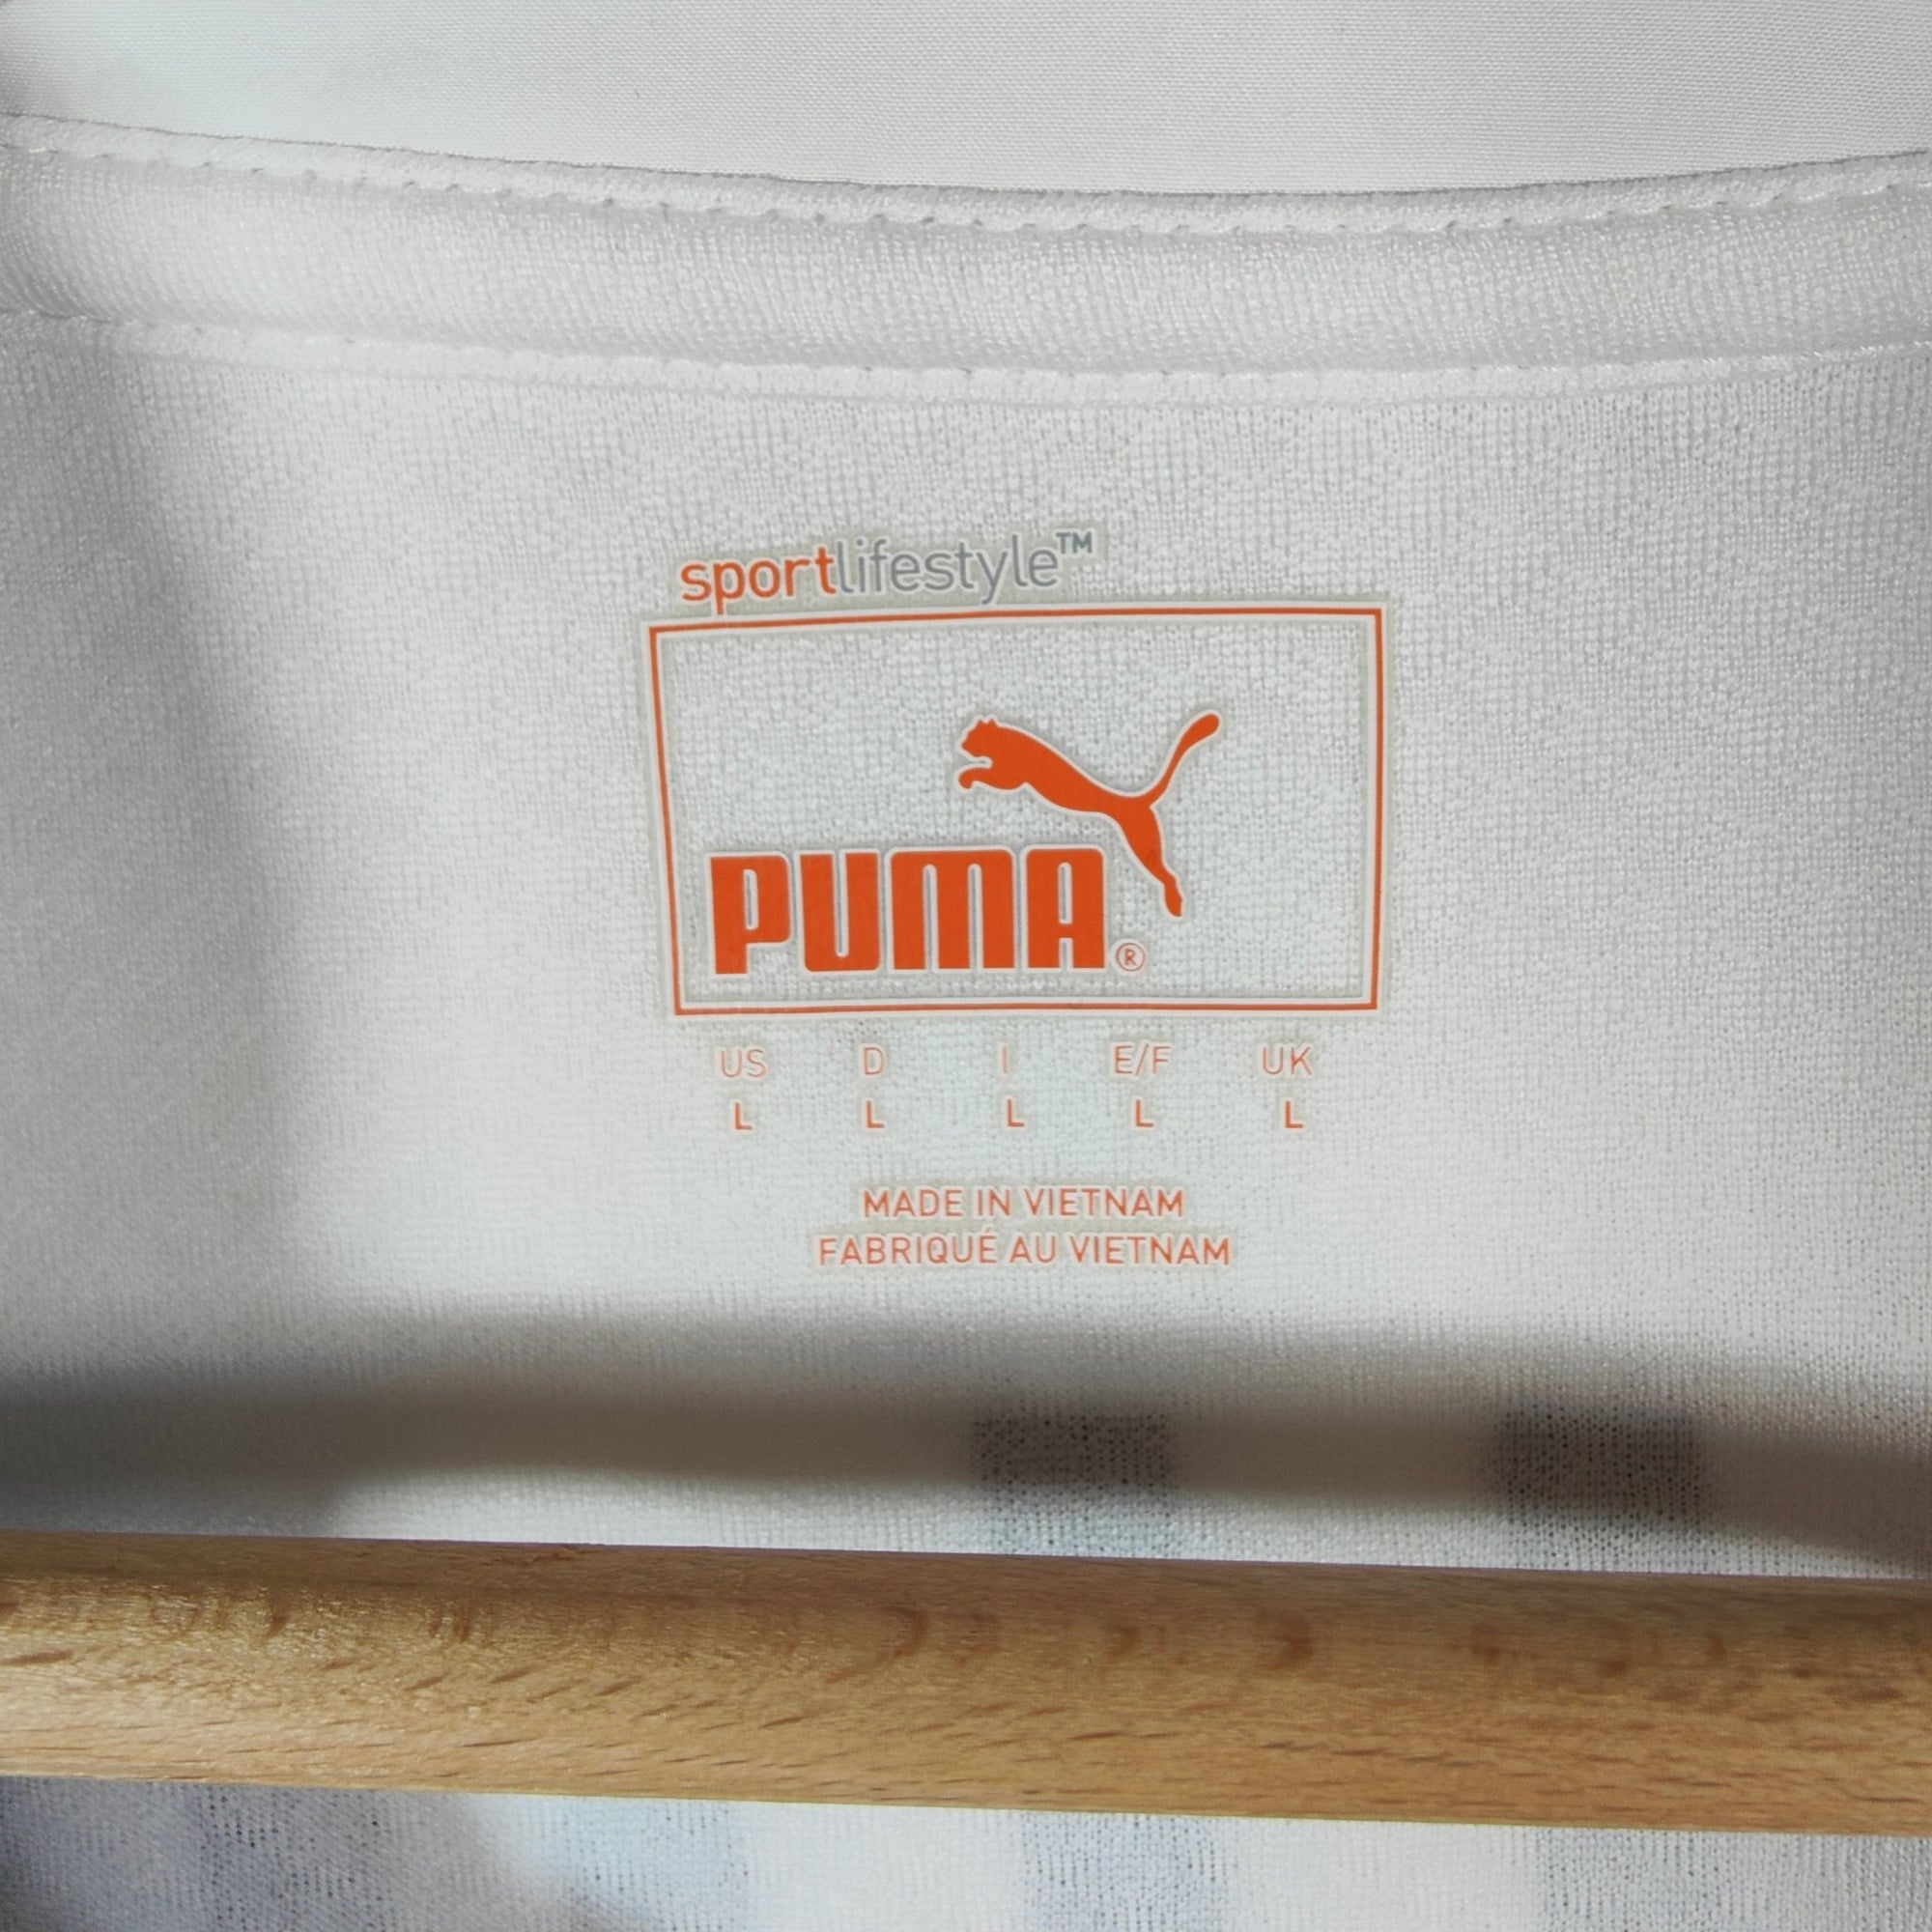 sportlifestyle™
PUMA®
US D I E/F UK
L L L L L
MADE IN VIETNAM
FABRIQUÉ AU VIETNAM